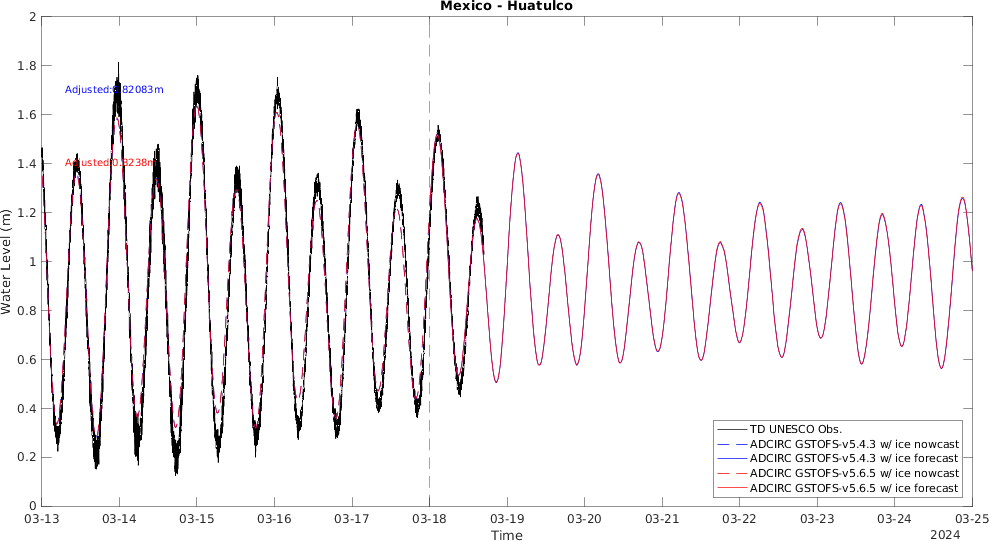 Mexico - Huatulco
2
1.8
1.6
1.4
1.2
1
0.8
0.6
0.4
0.2
0
Water Level (m)
Adjusted:0.82083m
Adjusted:0.8238m
TD UNESCO Obs.
ADCIRC GSTOFS-v5.4.3 w/ ice nowcast
ADCIRC GSTOFS-v5.4.3 w/ ice forecast
ADCIRC GSTOFS-v5.6.5 w/ ice nowcast
ADCIRC GSTOFS-v5.6.5 w/ ice forecast
03-13 03-14 03-15 03-16 03-17 03-18 03-19 03-20 03-21 03-22 03-23 03-24 03-25
Time
2024